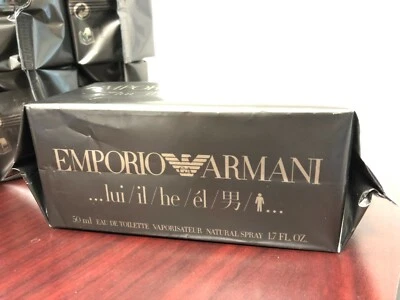 EMPORIO ARMANI
...lui/il/he/él/男/...
50 ml EAU DE TOILETTE VAPORISATEUR NATURAL SPRAY 1.7 FL. OZ.